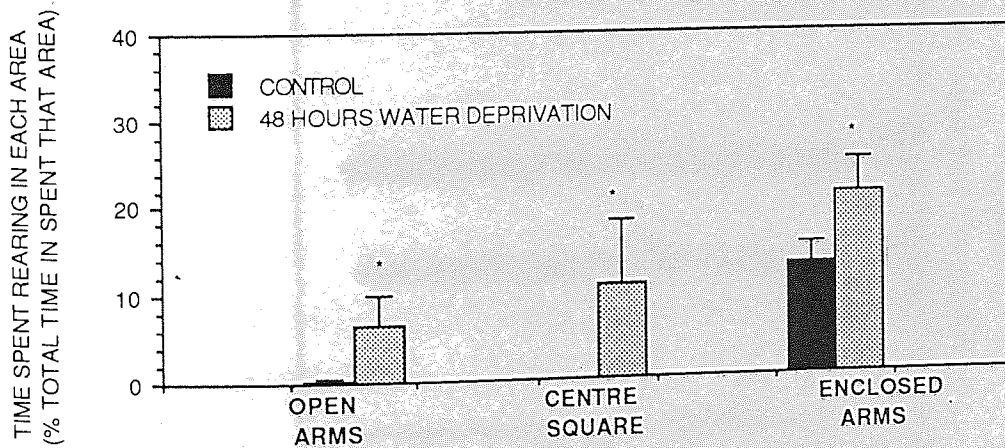 TIME SPENT REARING IN EACH AREA
(% TOTAL TIME IN SPENT THAT AREA)
40
30
20
10
0
CONTROL
48 HOURS WATER DEPRIVATION
*
*
*
OPEN
ARMS
CENTRE
SQUARE
ENCLOSED
ARMS